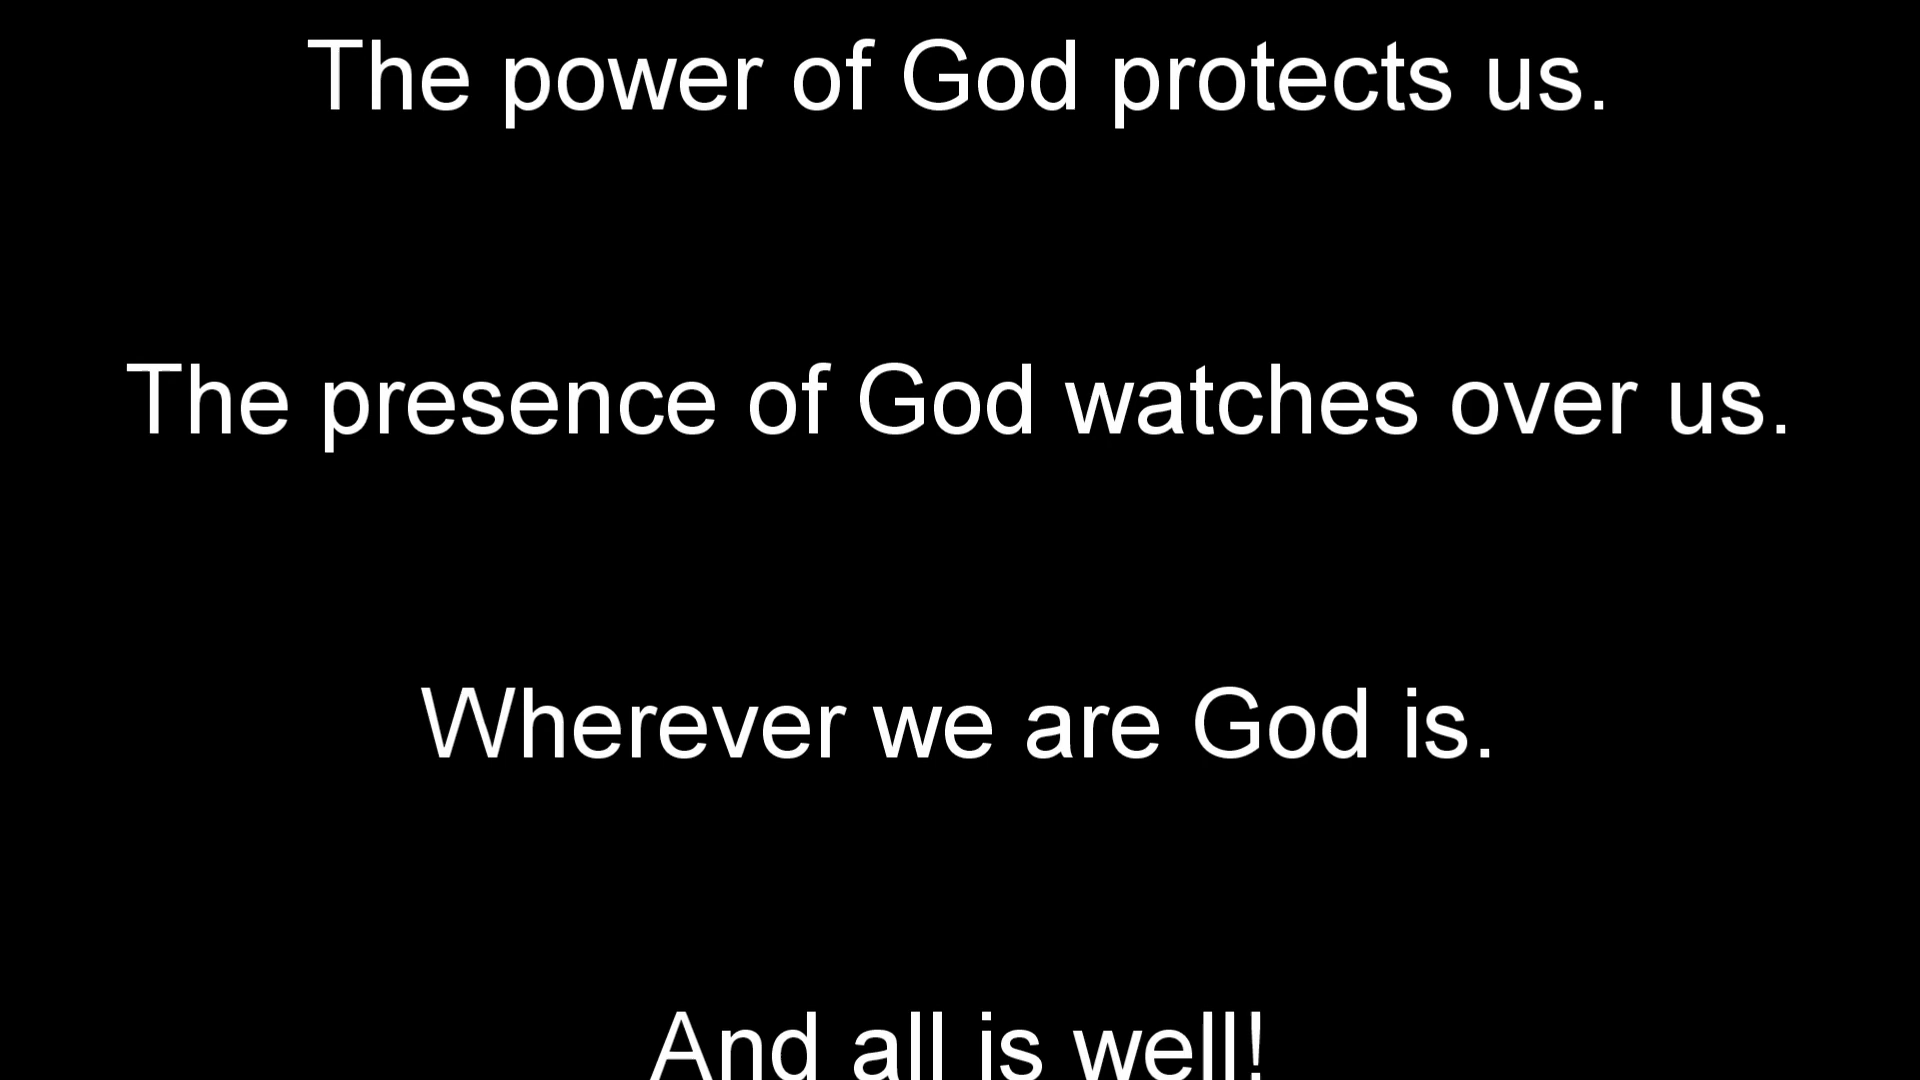 The power of God protects us.
The presence of God watches over us.
Wherever we are God is.
And all is well!